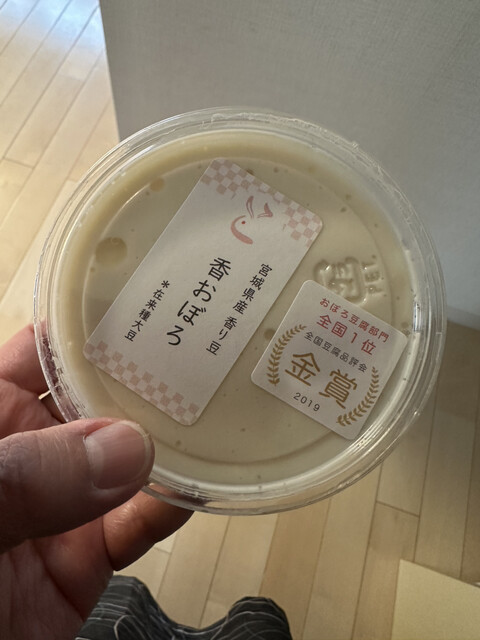 宮城県産 香り豆
香おぼろ
*在来種大豆
おぼろ豆腐部門
全国1位
全国豆腐品評会
金賞
2019